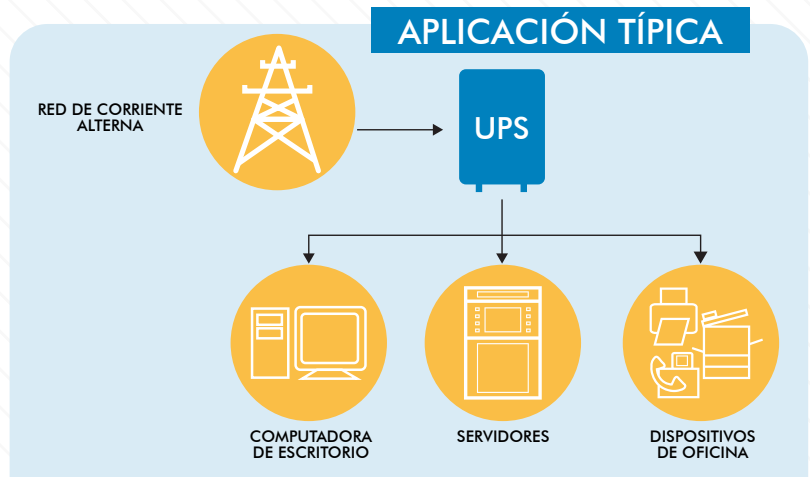 APLICACIÓN TÍPICA
RED DE CORRIENTE
ALTERNA
UPS
COMPUTADORA
DE ESCRITORIO
SERVIDORES
DISPOSITIVOS
DE OFICINA